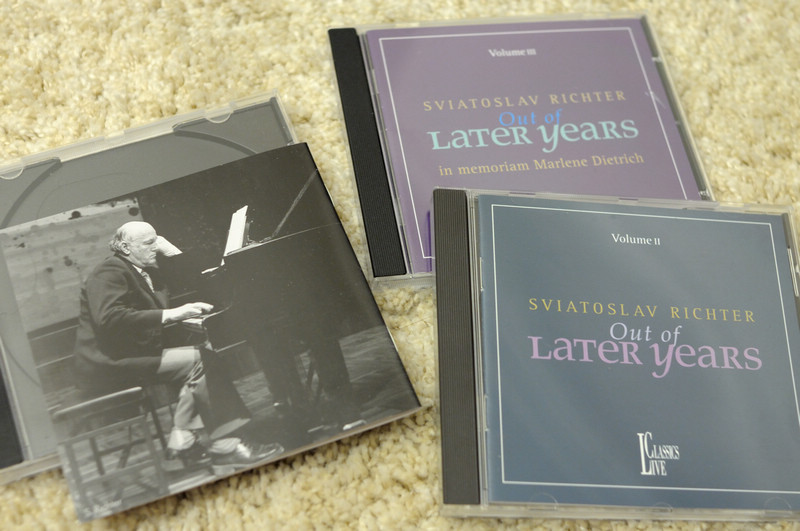 Volume III
SVIATOSLAV RICHTER
Out of
LATER YEARS
in memoriam Marlene Dietrich
Volume II
SVIATOSLAV RICHTER
Out of
LATER YEARS
CLASSICS
LIVE